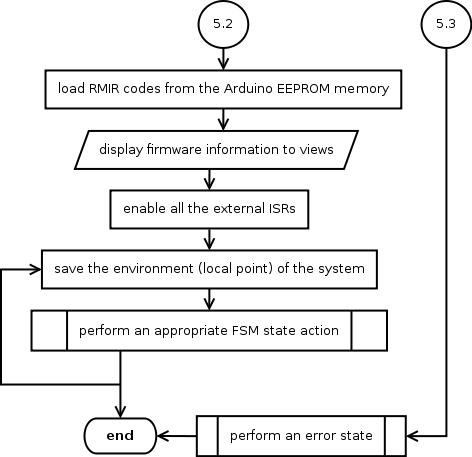 5.2
5.3
load RMIR codes from the Arduino EEPROM memory
display firmware information to views
enable all the external ISRs
save the environment (local point) of the system
perform an appropriate FSM state action
end
perform an error state